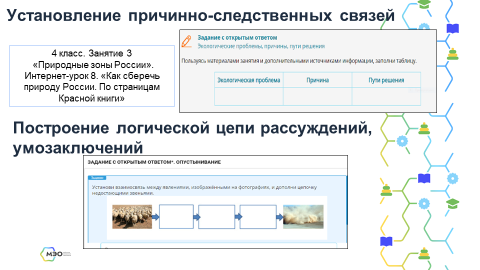 Установление причинно-следственных связей
4 класс. Занятие 3
«Природные зоны России».
Интернет-урок 8. «Как сберечь
природу России. По страницам
Красной книги»
Задание с открытым ответом
Экологические проблемы, причины, пути решения
Пользуясь материалами занятия и дополнительными источниками информации, заполни таблицу.
Экологическая проблема Причина Пути решения
Построение логической цепи рассуждений,
умозаключений
ЗАДАНИЕ С ОТКРЫТЫМ ОТВЕТОМ*. ОПУСТЫНИВАНИЕ
Установи взаимосвязь между явлениями, изображёнными на фотографиях, и дополни цепочку
недостающими звеньями.
МЭО